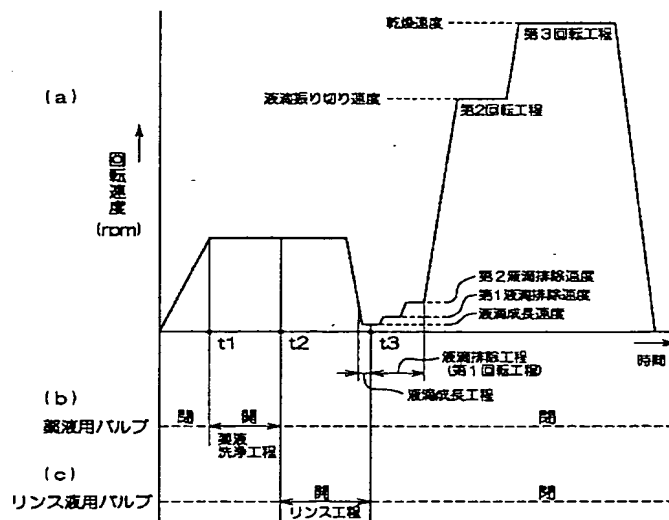 (a)
乾燥速度
第3回転工程
液滴振り切り速度
第2回転工程
回転速度
(rpm)
第2液滴排除速度
第1液滴排除速度
液滴成長速度
t1
t2
t3
時間
液滴排除工程
(第1回転工程)
液滴成長工程
(b)
薬液用バルブ
閉
開
閉
薬液
洗浄工程
(c)
リンス液用バルブ
開
閉
リンス工程